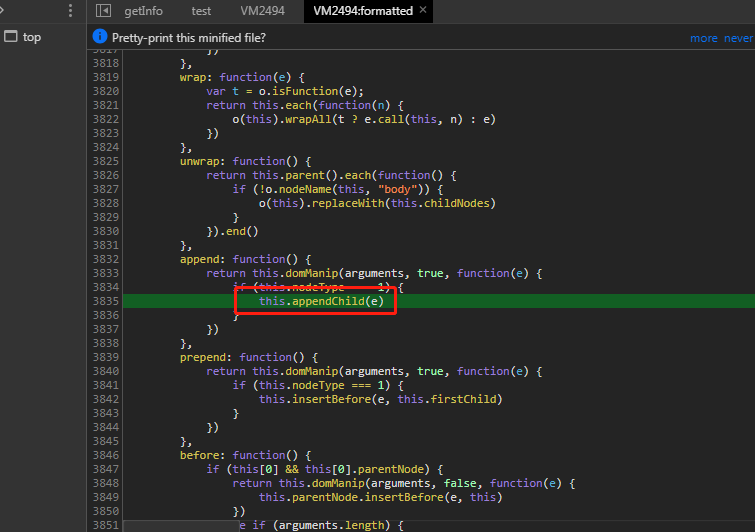 getInfo test VM2494 VM2494:formatted ×
top
Pretty-print this minified file? more never
})
3818 },
3819 wrap: function(e) {
3820 var t = o.isFunction(e);
3821 return this.each(function(n) {
3822 o(this).wrapAll(t ? e.call(this, n) : e)
3823 })
3824 },
3825 unwrap: function() {
3826 return this.parent().each(function() {
3827 if (!o.nodeName(this, "body")) {
3828 o(this).replaceWith(this.childNodes)
3829 }
3830 }).end()
3831 },
3832 append: function() {
3833 return this.domManip(arguments, true, function(e) {
3834 if (this.nodeType 1) {
3835 this.appendChild(e)
3836 }
3837 })
3838 },
3839 prepend: function() {
3840 return this.domManip(arguments, true, function(e) {
3841 if (this.nodeType === 1) {
3842 this.insertBefore(e, this.firstChild)
3843 }
3844 })
3845 },
3846 before: function() {
3847 if (this[0] && this[0].parentNode) {
3848 return this.domManip(arguments, false, function(e) {
3849 this.parentNode.insertBefore(e, this)
3850 })
3851 e if (arguments.length) {